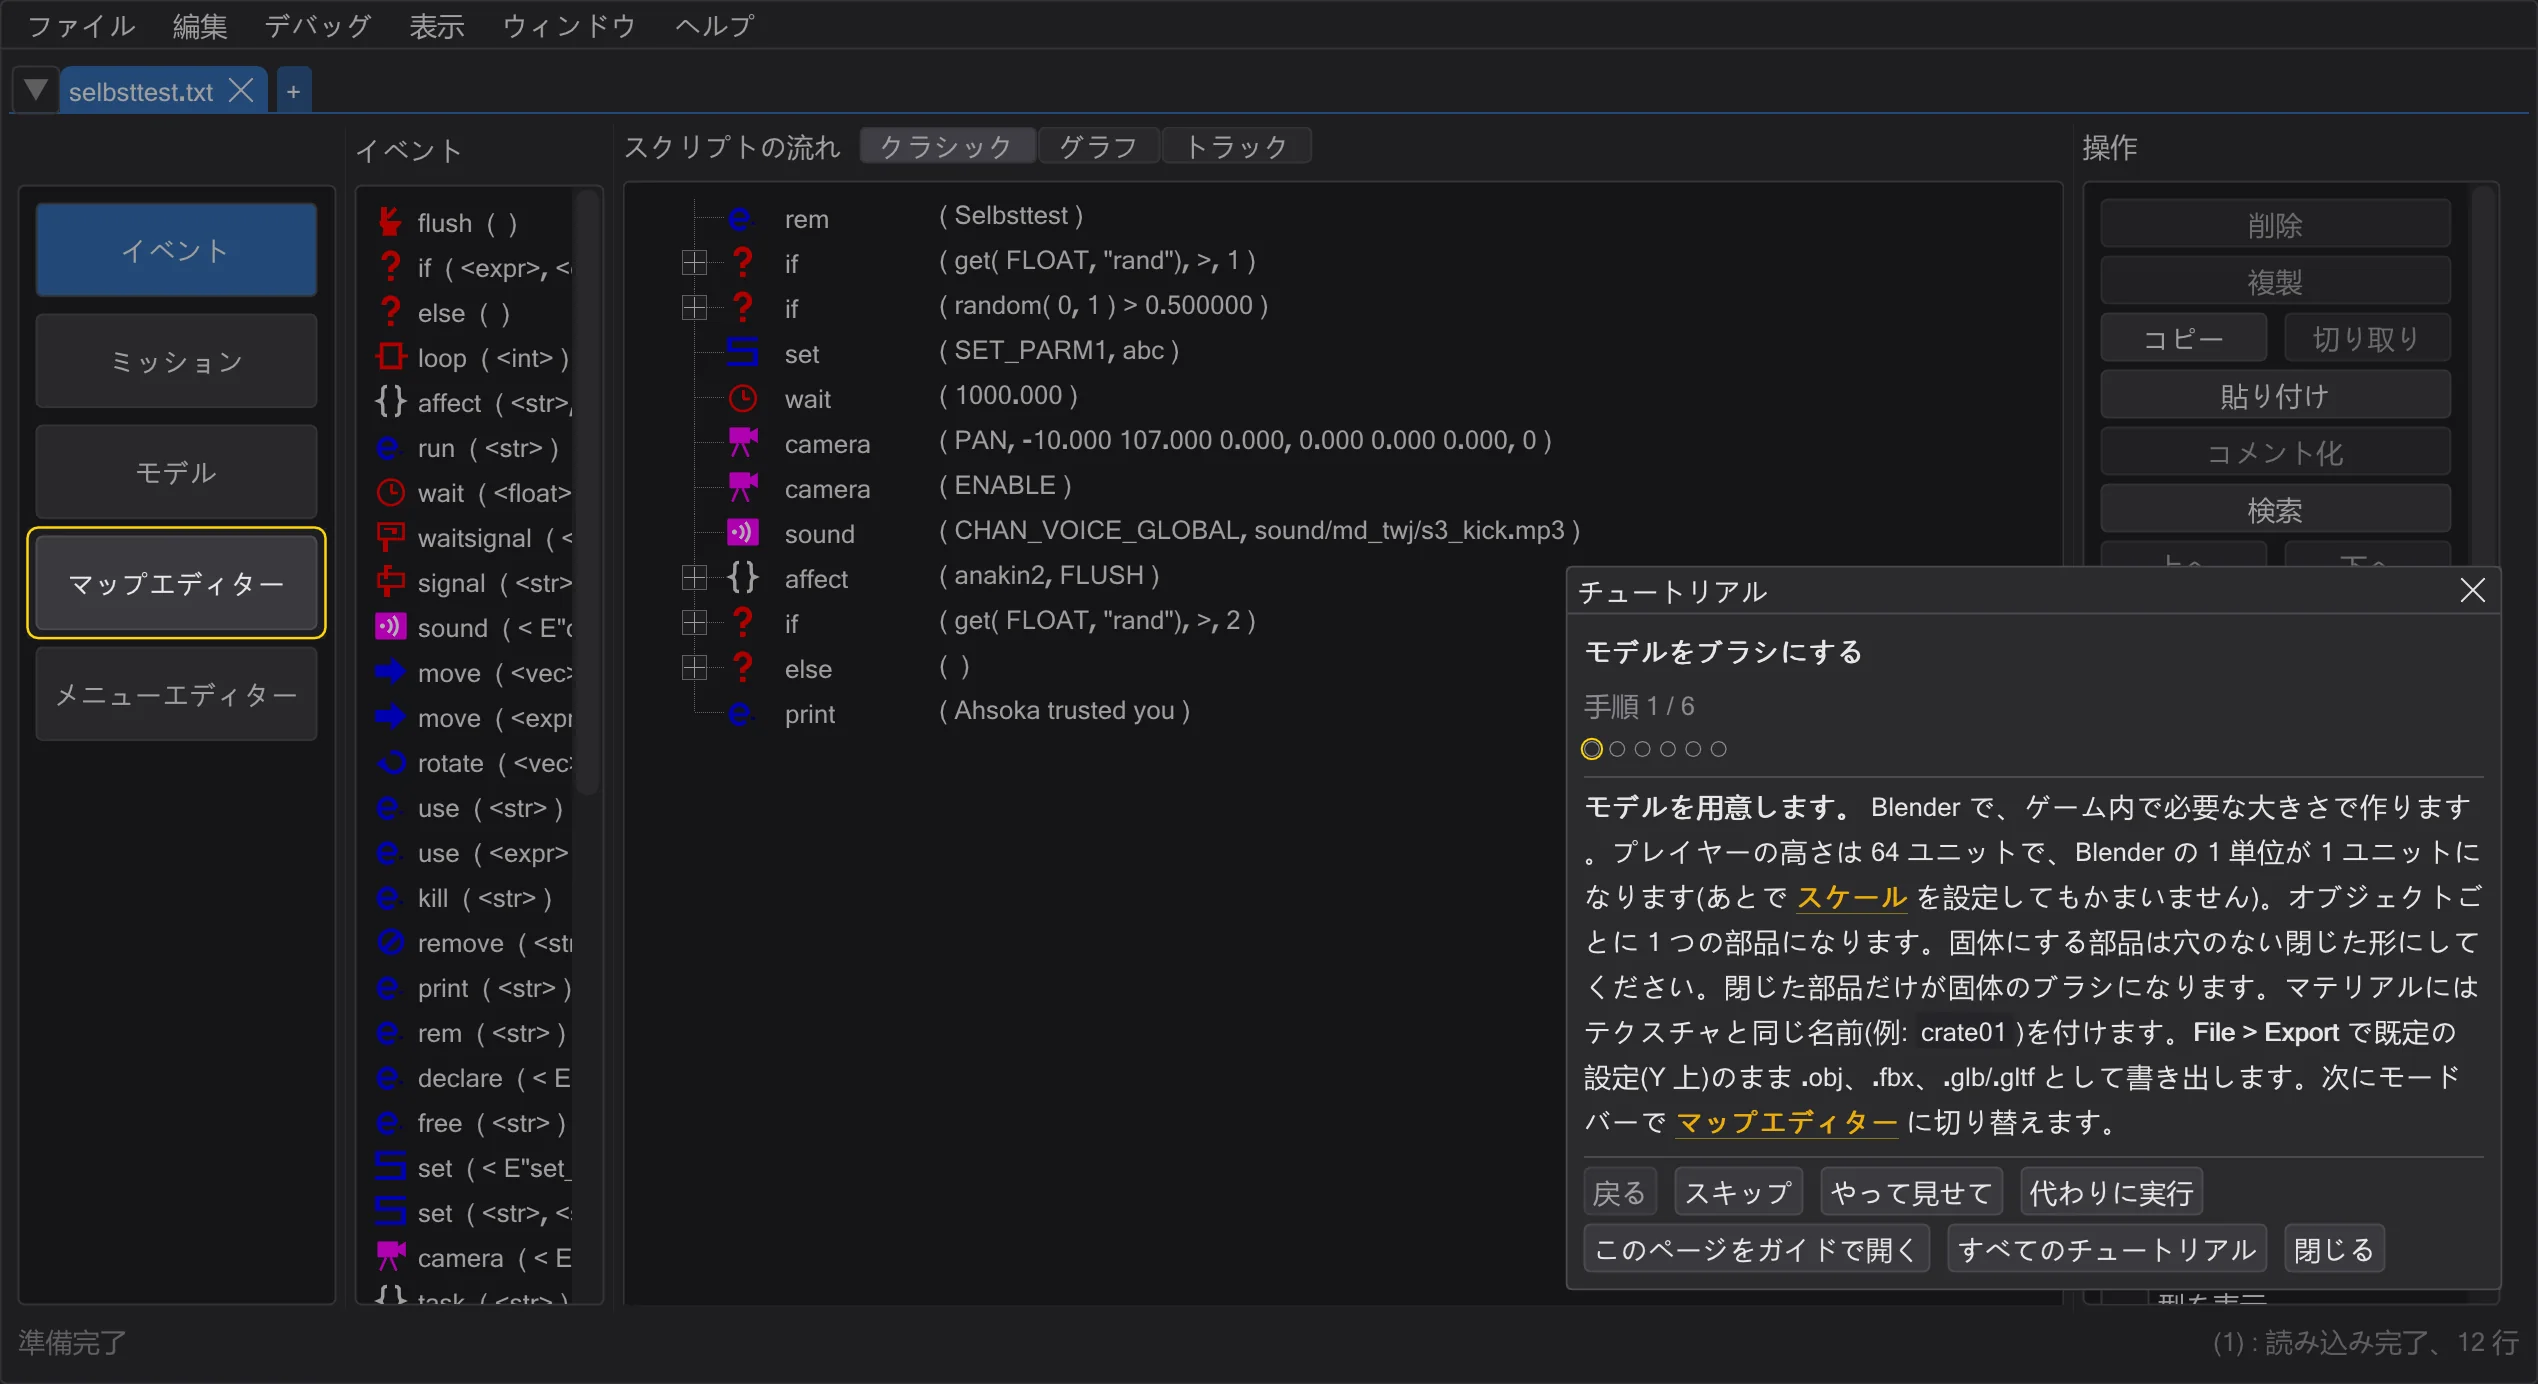 ファイル 編集 デバッグ 表示 ウィンドウ ヘルプ
selbsttest.txt +
イベント
ミッション
モデル
マップエディター
メニューエディター
イベント
flush ( )
if ( <expr>, <
else ( )
loop ( <int> )
affect ( <str>,
run ( <str> )
wait ( <float>
waitsignal ( <
signal ( <str>
sound ( < E"c
move ( <vec>
move ( <expr
rotate ( <vec>
use ( <str> )
use ( <expr>
kill ( <str> )
remove ( <str
print ( <str> )
rem ( <str> )
declare ( < E
free ( <str> )
set ( < E"set_
set ( <str>, <
camera ( < E
task ( <str> )
スクリプトの流れ クラシック グラフ トラック
rem ( Selbsttest )
if ( get( FLOAT, "rand"), >, 1 )
if ( random( 0, 1 ) > 0.500000 )
set ( SET_PARM1, abc )
wait ( 1000.000 )
camera ( PAN, -10.000 107.000 0.000, 0.000 0.000 0.000, 0 )
camera ( ENABLE )
sound ( CHAN_VOICE_GLOBAL, sound/md_twj/s3_kick.mp3 )
affect ( anakin2, FLUSH )
if ( get( FLOAT, "rand"), >, 2 )
else ( )
print ( Ahsoka trusted you )
操作
削除
複製
コピー 切り取り
貼り付け
コメント化
検索
上へ 下へ
チュートリアル
モデルをブラシにする
手順 1 / 6
モデルを用意します。 Blender で、ゲーム内で必要な大きさで作ります
。プレイヤーの高さは 64 ユニットで、Blender の 1 単位が 1 ユニットに
なります(あとで スケール を設定してもかまいません)。オブジェクトご
とに 1 つの部品になります。固体にする部品は穴のない閉じた形にして
ください。閉じた部品だけが固体のブラシになります。マテリアルには
テクスチャと同じ名前(例: crate01 )を付けます。File > Export で既定の
設定(Y 上)のまま .obj、.fbx、.glb/.gltf として書き出します。次にモード
バーで マップエディター に切り替えます。
戻る スキップ やって見せて 代わりに実行
このページをガイドで開く すべてのチュートリアル 閉じる
型を表示
準備完了
(1) : 読み込み完了、12 行